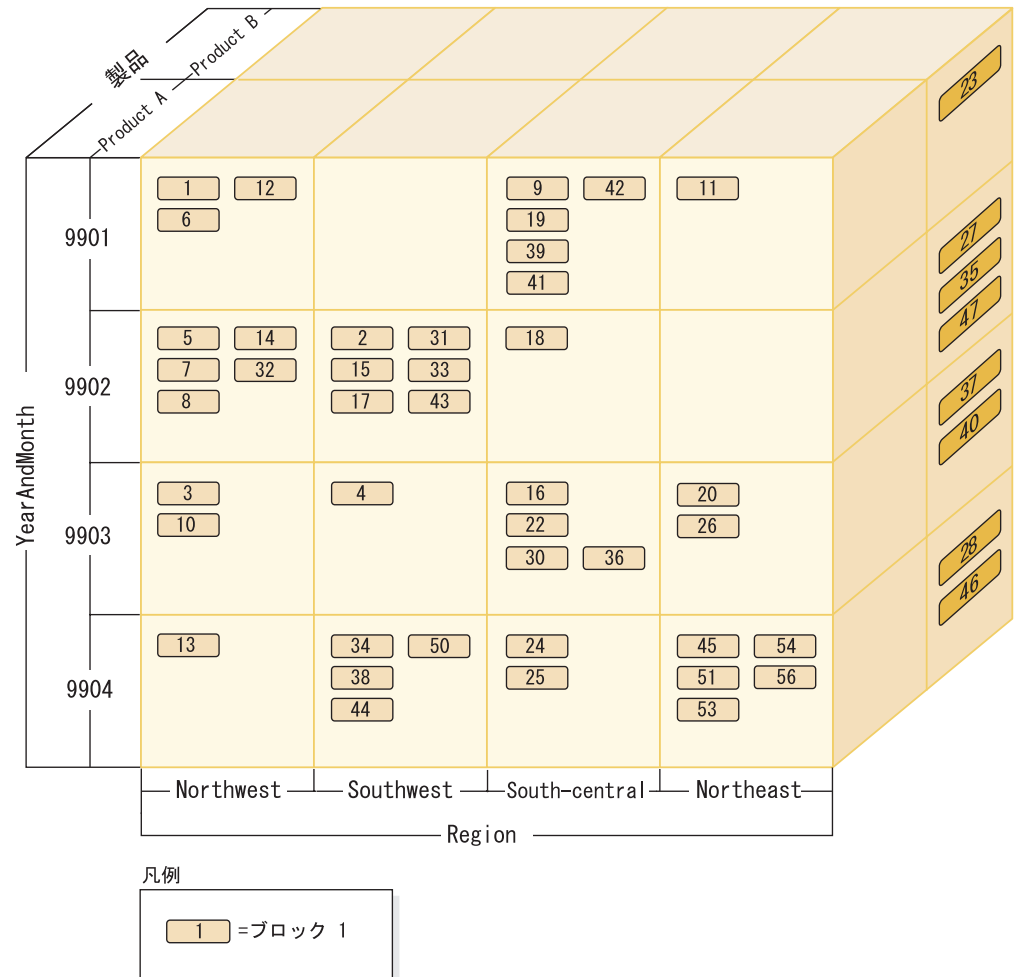 製品
Product B
Product A
23
1 12 9 42 11
6 19
9901
39
41
27
35
47
5 14 2 31 18
7 32 15 33
9902
8 17 43
37
40
YearAndMonth
3 4 16 20
10 22 26
9903
30 36
28
46
13 34 50 24 45 54
38 25 51 56
9904
44 53
Northwest Southwest South-central Northeast
Region
凡例
1 =ブロック 1